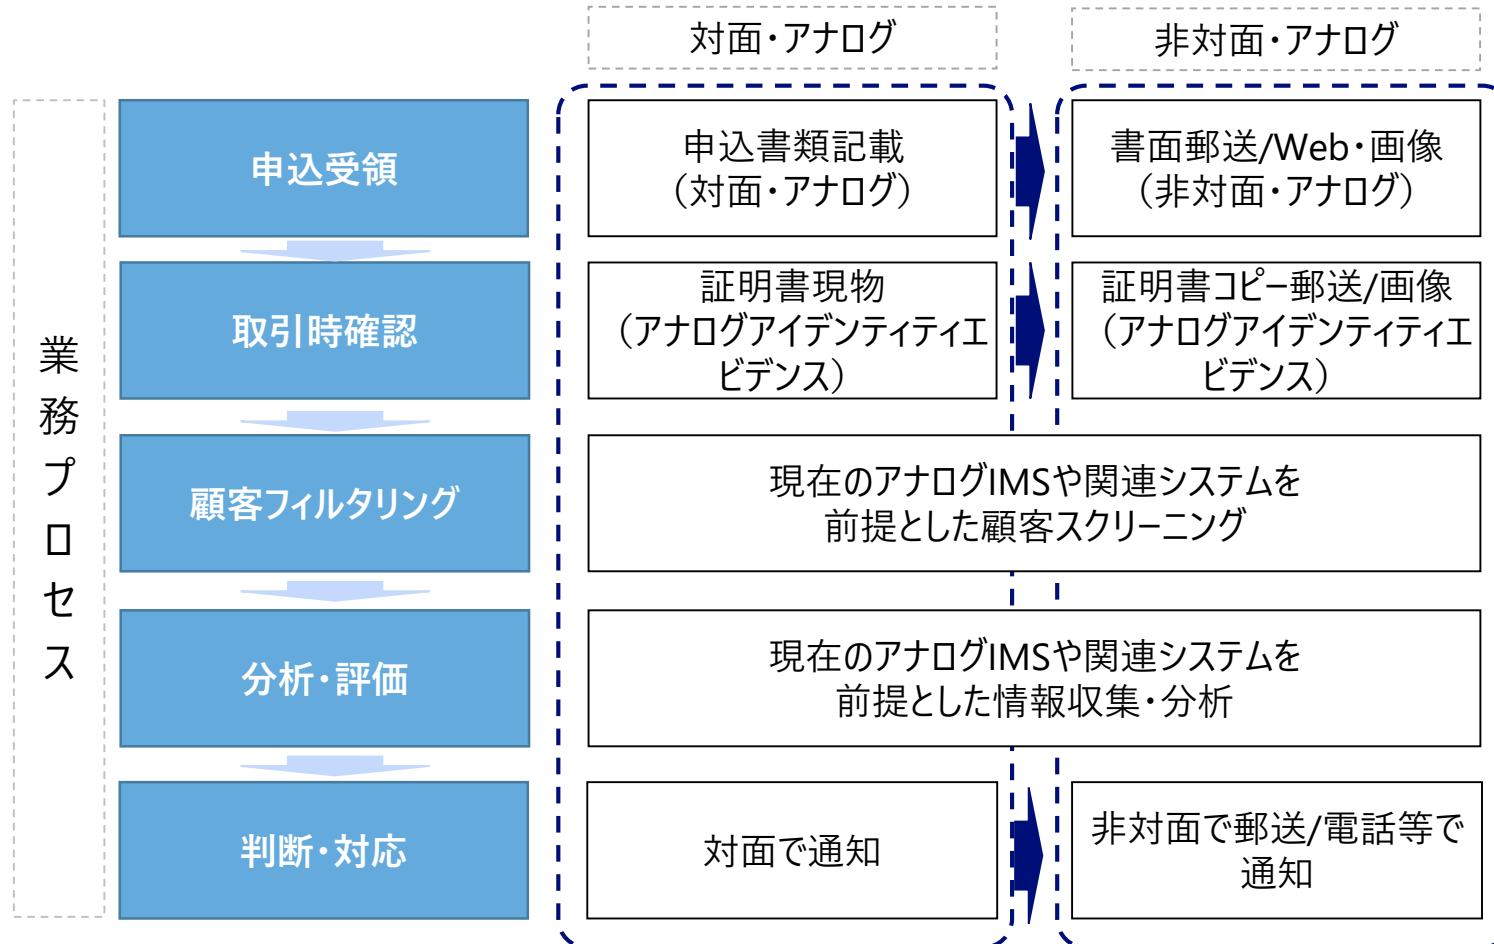 対面・アナログ
非対面・アナログ
業務プロセス
申込受領
申込書類記載
（対面・アナログ）
書面郵送/Web・画像
（非対面・アナログ）
取引時確認
証明書現物
（アナログアイデンティティエ
ビデンス）
証明書コピー郵送/画像
（アナログアイデンティティエ
ビデンス）
顧客フィルタリング
現在のアナログIMSや関連システムを
前提とした顧客スクリーニング
分析・評価
現在のアナログIMSや関連システムを
前提とした情報収集・分析
判断・対応
対面で通知
非対面で郵送/電話等で
通知